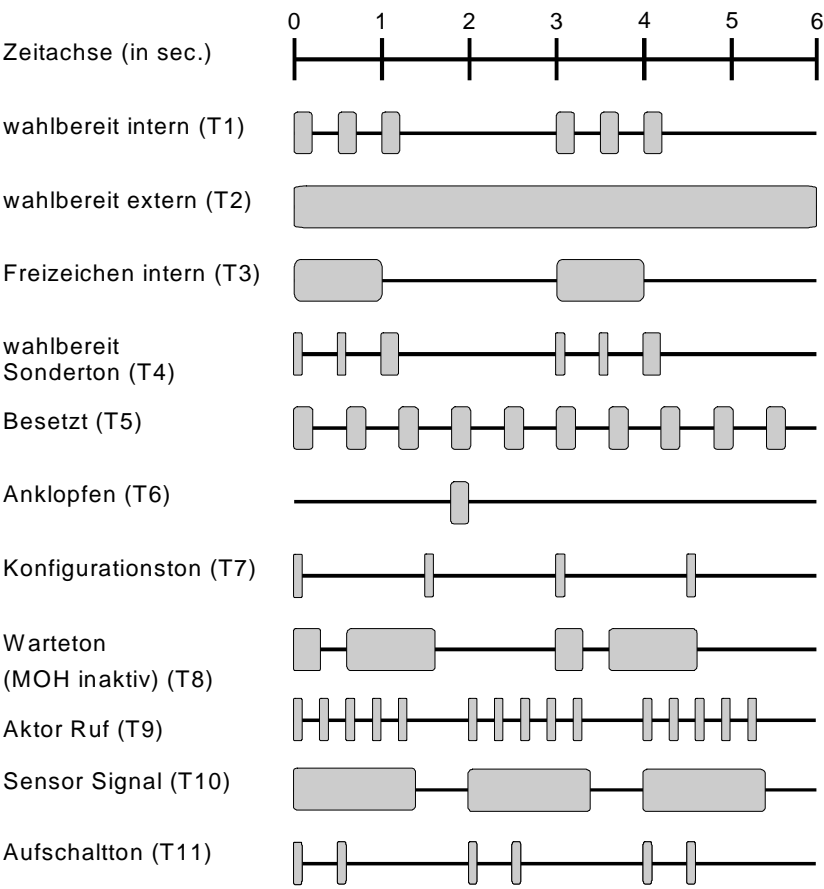 0 1 2 3 4 5 6
Zeitachse (in sec.)
wahlbereit intern (T1)
wahlbereit extern (T2)
Freizeichen intern (T3)
wahlbereit
Sonderton (T4)
Besetzt (T5)
Anklopfen (T6)
Konfigurationston (T7)
Warteton
(MOH inaktiv) (T8)
Aktor Ruf (T9)
Sensor Signal (T10)
Aufschaltton (T11)